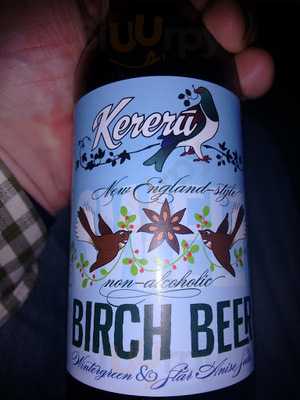 Kererū
New England-style
non-alcoholic
BIRCH BEER
Wintergreen & Star Anise